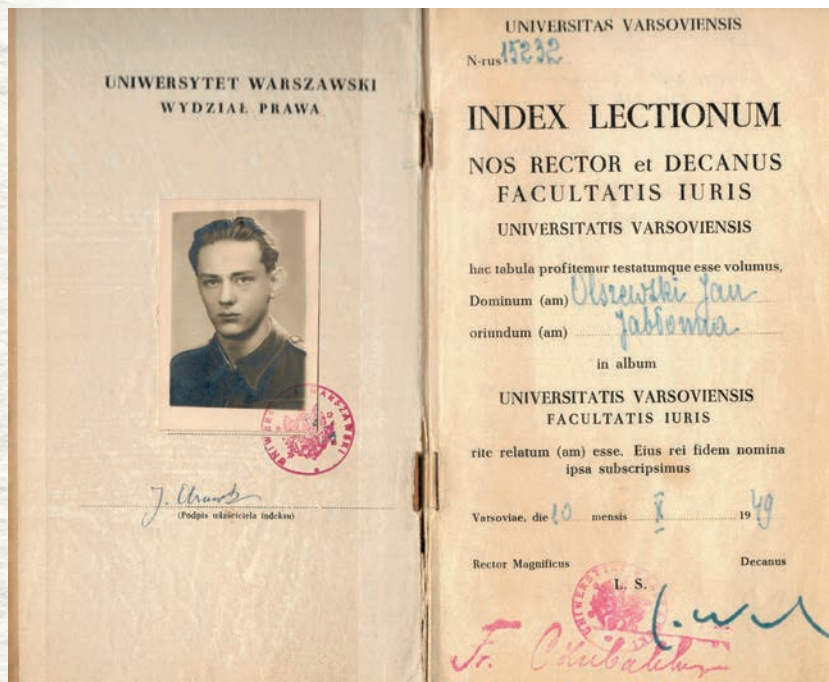 UNIWERSYTET WARSZAWSKI
WYDZIAŁ PRAWA
(Podpis właściciela indeksu)
UNIVERSITAS VARSOVIENSIS
N-rus 15232
INDEX LECTIONUM
NOS RECTOR et DECANUS
FACULTATIS IURIS
UNIVERSITATIS VARSOVIENSIS
hac tabula profitemur testatumque esse volumus,
Dominum (am) Olszewski Jan
oriundum (am) Jabłonna
in album
UNIVERSITATIS VARSOVIENSIS
FACULTATIS IURIS
rite relatum (am) esse. Eius rei fidem nomina
ipsa subscripsimus
Varsoviae, die 10 mensis X 1949
Rector Magnificus Decanus
L. S.